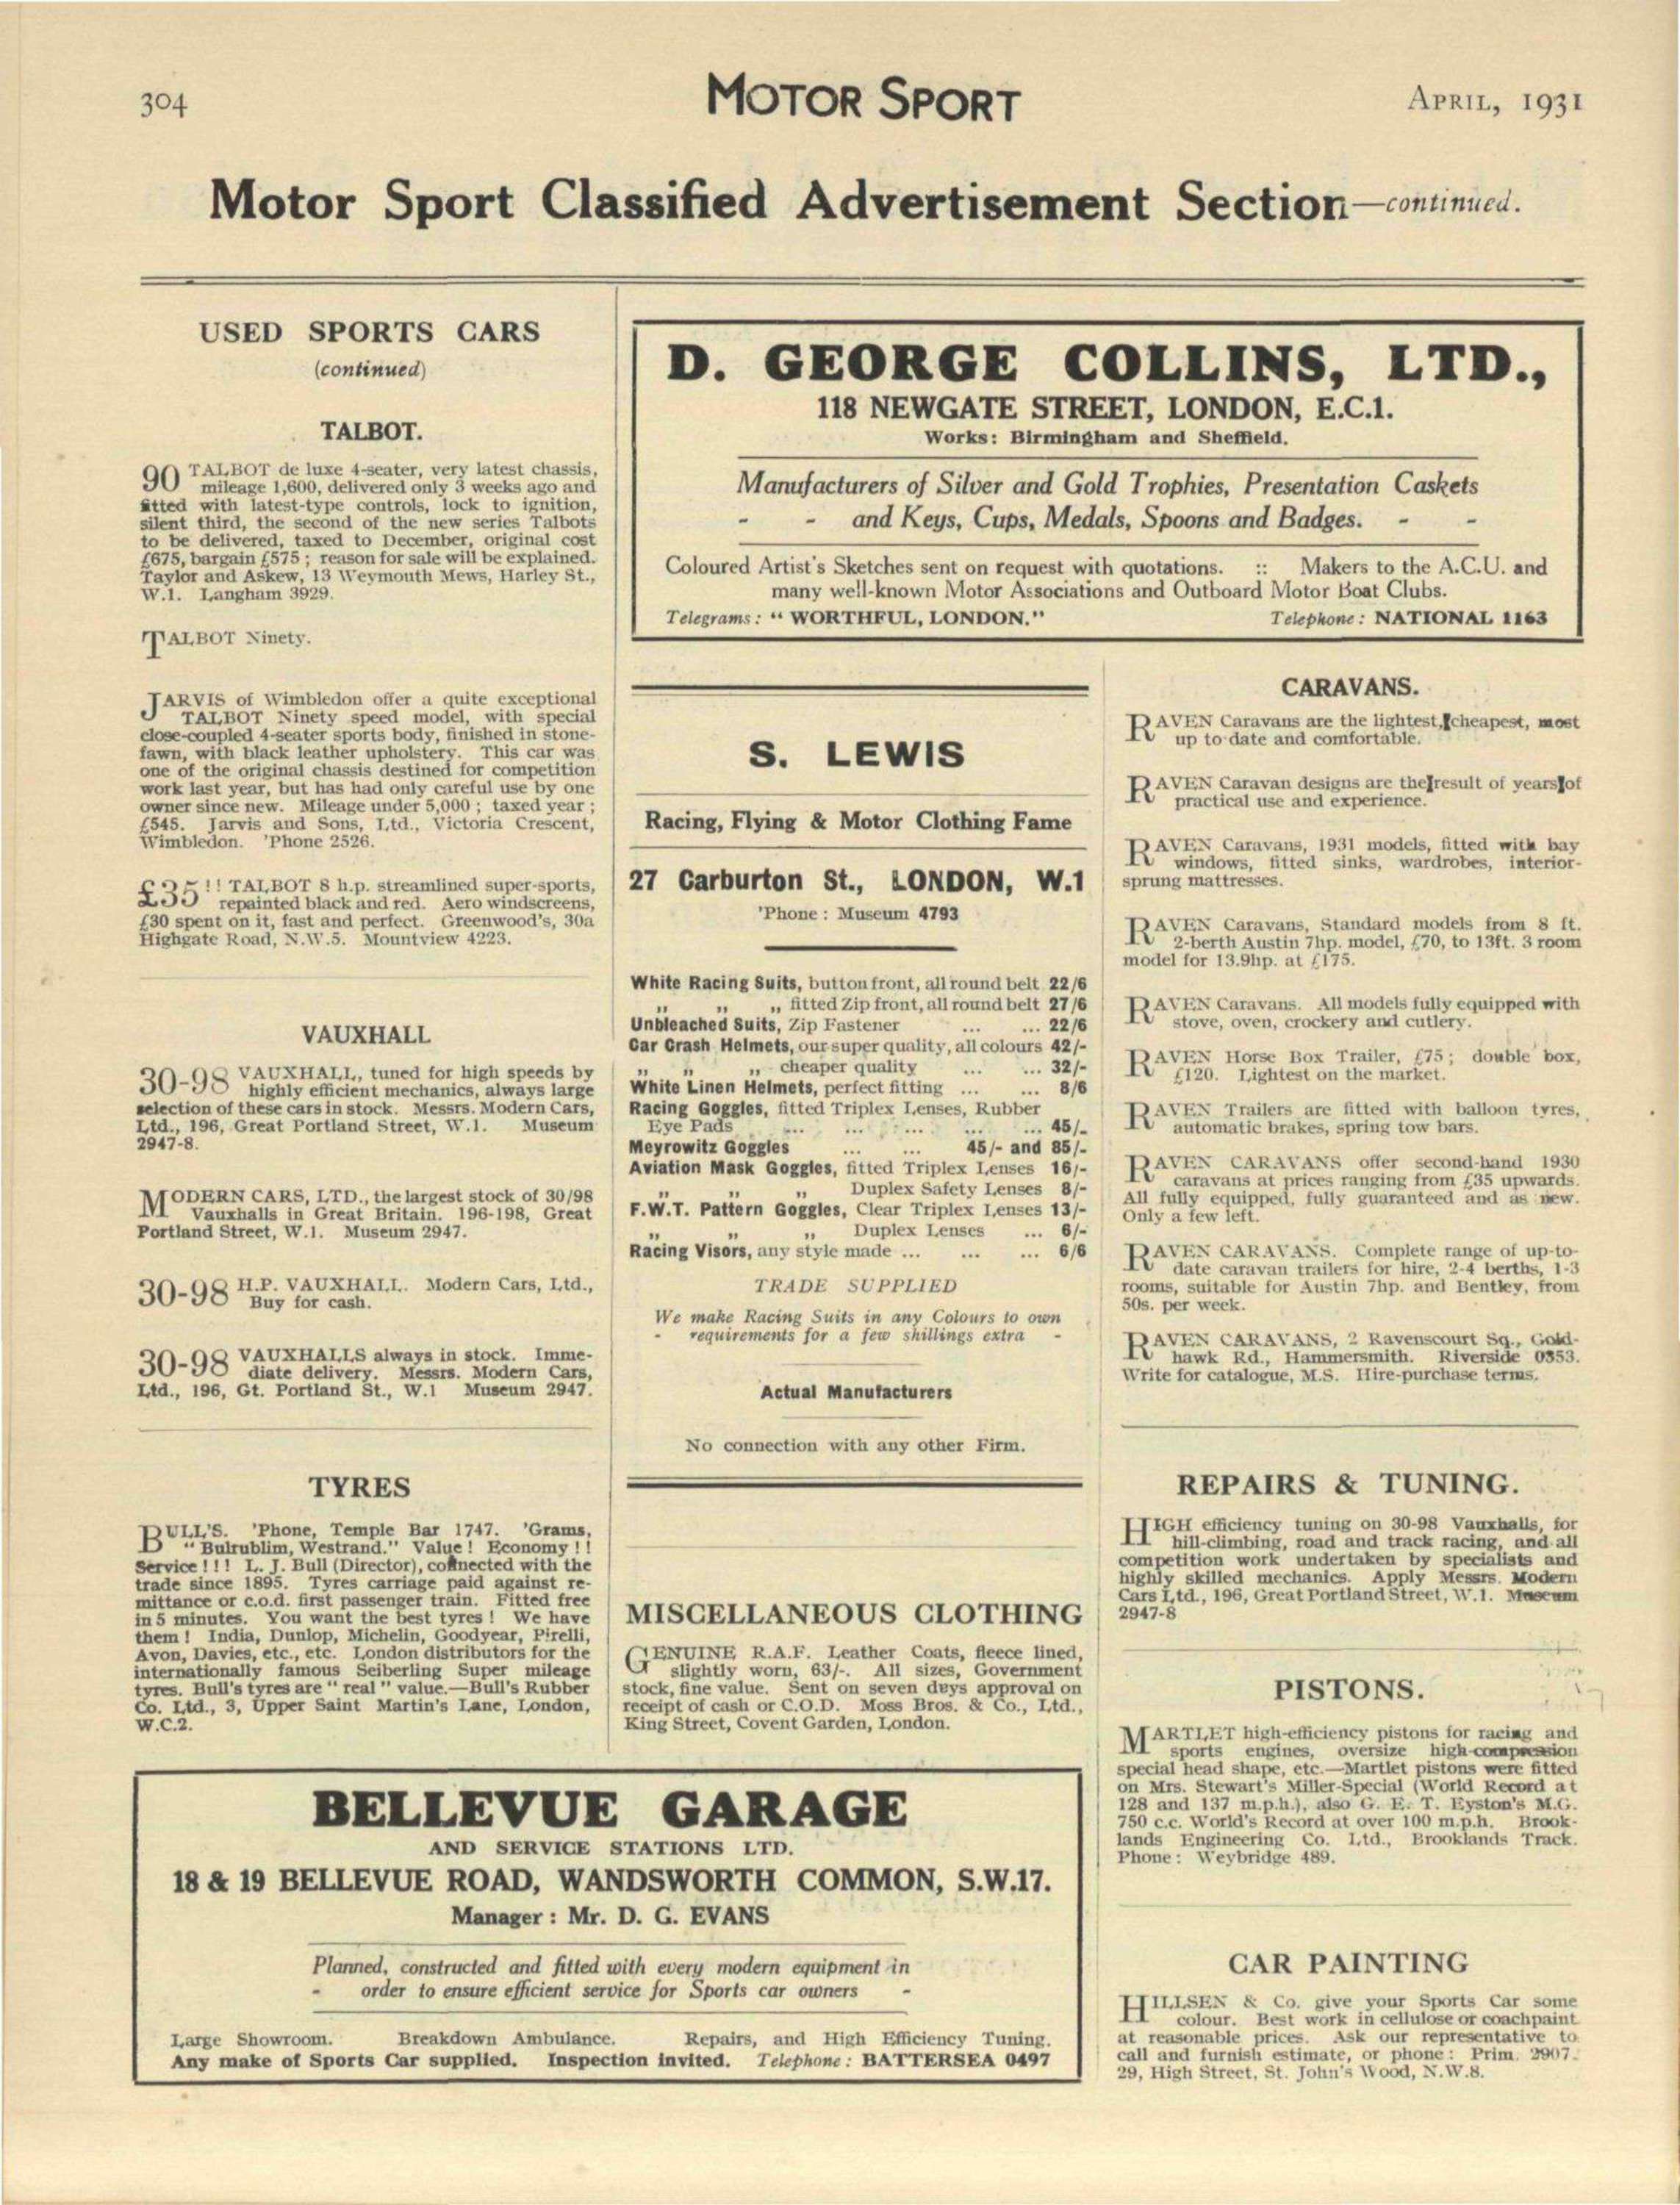 304
MOTOR SPORT
APRIL, 1931
Motor Sport Classified Advertisement Section—continued.
USED SPORTS CARS
(continued)
TALBOT.
90 TALBOT de luxe 4-seater, very latest chassis,
mileage 1,600, delivered only 3 weeks ago and
fitted with latest-type controls, lock to ignition,
silent third, the second of the new series Talbots
to be delivered, taxed to December, original cost
£675, bargain £575 ; reason for sale will be explained.
Taylor and Askew, 13 Weymouth Mews, Harley St.,
W.1. Langham 3929.
TALBOT Ninety.
JARVIS of Wimbledon offer a quite exceptional
TALBOT Ninety speed model, with special
close-coupled 4-seater sports body, finished in stone-
fawn, with black leather upholstery. This car was
one of the original chassis destined for competition
work last year, but has had only careful use by one
owner since new. Mileage under 5,000 ; taxed year ;
£545. Jarvis and Sons, Ltd., Victoria Crescent,
Wimbledon. 'Phone 2526.
£35 !! TALBOT 8 h.p. streamlined super-sports,
repainted black and red. Aero windscreens,
£30 spent on it, fast and perfect. Greenwood's, 30a
Highgate Road, N.W.5. Mountview 4223.
VAUXHALL
30-98 VAUXHALL, tuned for high speeds by
highly efficient mechanics, always large
selection of these cars in stock. Messrs. Modern Cars,
Ltd., 196, Great Portland Street, W.1. Museum
2947-8.
MODERN CARS, LTD., the largest stock of 30/98
Vauxhalls in Great Britain. 196-198, Great
Portland Street, W.1. Museum 2947.
30-98 H.P. VAUXHALL. Modern Cars, Ltd.,
Buy for cash.
30-98 VAUXHALLS always in stock. Imme-
diate delivery. Messrs. Modern Cars,
Ltd., 196, Gt. Portland St., W.1 Museum 2947.
TYRES
BULL'S. 'Phone, Temple Bar 1747. 'Grams,
"Bulrublim, Westrand." Value ! Economy ! !
Service ! ! ! L. J. Bull (Director), connected with the
trade since 1895. Tyres carriage paid against re-
mittance or c.o.d. first passenger train. Fitted free
in 5 minutes. You want the best tyres ! We have
them ! India, Dunlop, Michelin, Goodyear, Pirelli,
Avon, Davies, etc., etc. London distributors for the
internationally famous Seiberling Super mileage
tyres. Bull's tyres are "real" value.—Bull's Rubber
Co. Ltd., 3, Upper Saint Martin's Lane, London,
W.C.2.
D. GEORGE COLLINS, LTD.,
118 NEWGATE STREET, LONDON, E.C.1.
Works: Birmingham and Sheffield.
Manufacturers of Silver and Gold Trophies, Presentation Caskets
- - and Keys, Cups, Medals, Spoons and Badges. - -
Coloured Artist's Sketches sent on request with quotations. :: Makers to the A.C.U. and
many well-known Motor Associations and Outboard Motor Boat Clubs.
Telegrams: "WORTHFUL, LONDON." Telephone: NATIONAL 1163
S. LEWIS
Racing, Flying & Motor Clothing Fame
27 Carburton St., LONDON, W.1
'Phone : Museum 4793
White Racing Suits, button front, all round belt 22/6
,, ,, ,, fitted Zip front, all round belt 27/6
Unbleached Suits, Zip Fastener ... ... 22/6
Car Crash Helmets, our super quality, all colours 42/-
,, ,, ,, cheaper quality ... ... 32/-
White Linen Helmets, perfect fitting ... ... 8/6
Racing Goggles, fitted Triplex Lenses, Rubber
Eye Pads ... ... ... ... ... 45/-
Meyrowitz Goggles ... ... 45/- and 85/-
Aviation Mask Goggles, fitted Triplex Lenses 16/-
,, ,, ,, Duplex Safety Lenses 8/-
F.W.T. Pattern Goggles, Clear Triplex Lenses 13/-
,, ,, ,, Duplex Lenses ... 6/-
Racing Visors, any style made ... ... ... 6/6
TRADE SUPPLIED
We make Racing Suits in any Colours to own
- requirements for a few shillings extra -
Actual Manufacturers
No connection with any other Firm.
MISCELLANEOUS CLOTHING
GENUINE R.A.F. Leather Coats, fleece lined,
slightly worn, 63/-. All sizes, Government
stock, fine value. Sent on seven days approval on
receipt of cash or C.O.D. Moss Bros. & Co., Ltd.,
King Street, Covent Garden, London.
CARAVANS.
RAVEN Caravans are the lightest, cheapest, most
up to date and comfortable.
RAVEN Caravan designs are the result of years of
practical use and experience.
RAVEN Caravans, 1931 models, fitted with bay
windows, fitted sinks, wardrobes, interior-
sprung mattresses.
RAVEN Caravans, Standard models from 8 ft.
2-berth Austin 7hp. model, £70, to 13ft. 3 room
model for 13.9hp. at £175.
RAVEN Caravans. All models fully equipped with
stove, oven, crockery and cutlery.
RAVEN Horse Box Trailer, £75 ; double box,
£120. Lightest on the market.
RAVEN Trailers are fitted with balloon tyres,
automatic brakes, spring tow bars.
RAVEN CARAVANS offer second-hand 1930
caravans at prices ranging from £35 upwards.
All fully equipped, fully guaranteed and as new.
Only a few left.
RAVEN CARAVANS. Complete range of up-to-
date caravan trailers for hire, 2-4 berths, 1-3
rooms, suitable for Austin 7hp. and Bentley, from
50s. per week.
RAVEN CARAVANS, 2 Ravenscourt Sq., Gold-
hawk Rd., Hammersmith. Riverside 0353.
Write for catalogue, M.S. Hire-purchase terms.
REPAIRS & TUNING.
HIGH efficiency tuning on 30-98 Vauxhalls, for
hill-climbing, road and track racing, and all
competition work undertaken by specialists and
highly skilled mechanics. Apply Messrs. Modern
Cars Ltd., 196, Great Portland Street, W.1. Museum
2947-8
PISTONS.
MARTLET high-efficiency pistons for racing and
sports engines, oversize high-compression
special head shape, etc.—Martlet pistons were fitted
on Mrs. Stewart's Miller-Special (World Record at
128 and 137 m.p.h.), also G. E. T. Eyston's M.G.
750 c.c. World's Record at over 100 m.p.h. Brook-
lands Engineering Co. Ltd., Brooklands Track.
Phone : Weybridge 489.
CAR PAINTING
HILLSEN & Co. give your Sports Car some
colour. Best work in cellulose or coachpaint
at reasonable prices. Ask our representative to
call and furnish estimate, or phone : Prim. 2907.
29, High Street, St. John's Wood, N.W.8.
BELLEVUE GARAGE
AND SERVICE STATIONS LTD.
18 & 19 BELLEVUE ROAD, WANDSWORTH COMMON, S.W.17.
Manager : Mr. D. G. EVANS
Planned, constructed and fitted with every modern equipment in
- order to ensure efficient service for Sports car owners -
Large Showroom. Breakdown Ambulance. Repairs, and High Efficiency Tuning.
Any make of Sports Car supplied. Inspection invited. Telephone : BATTERSEA 0497